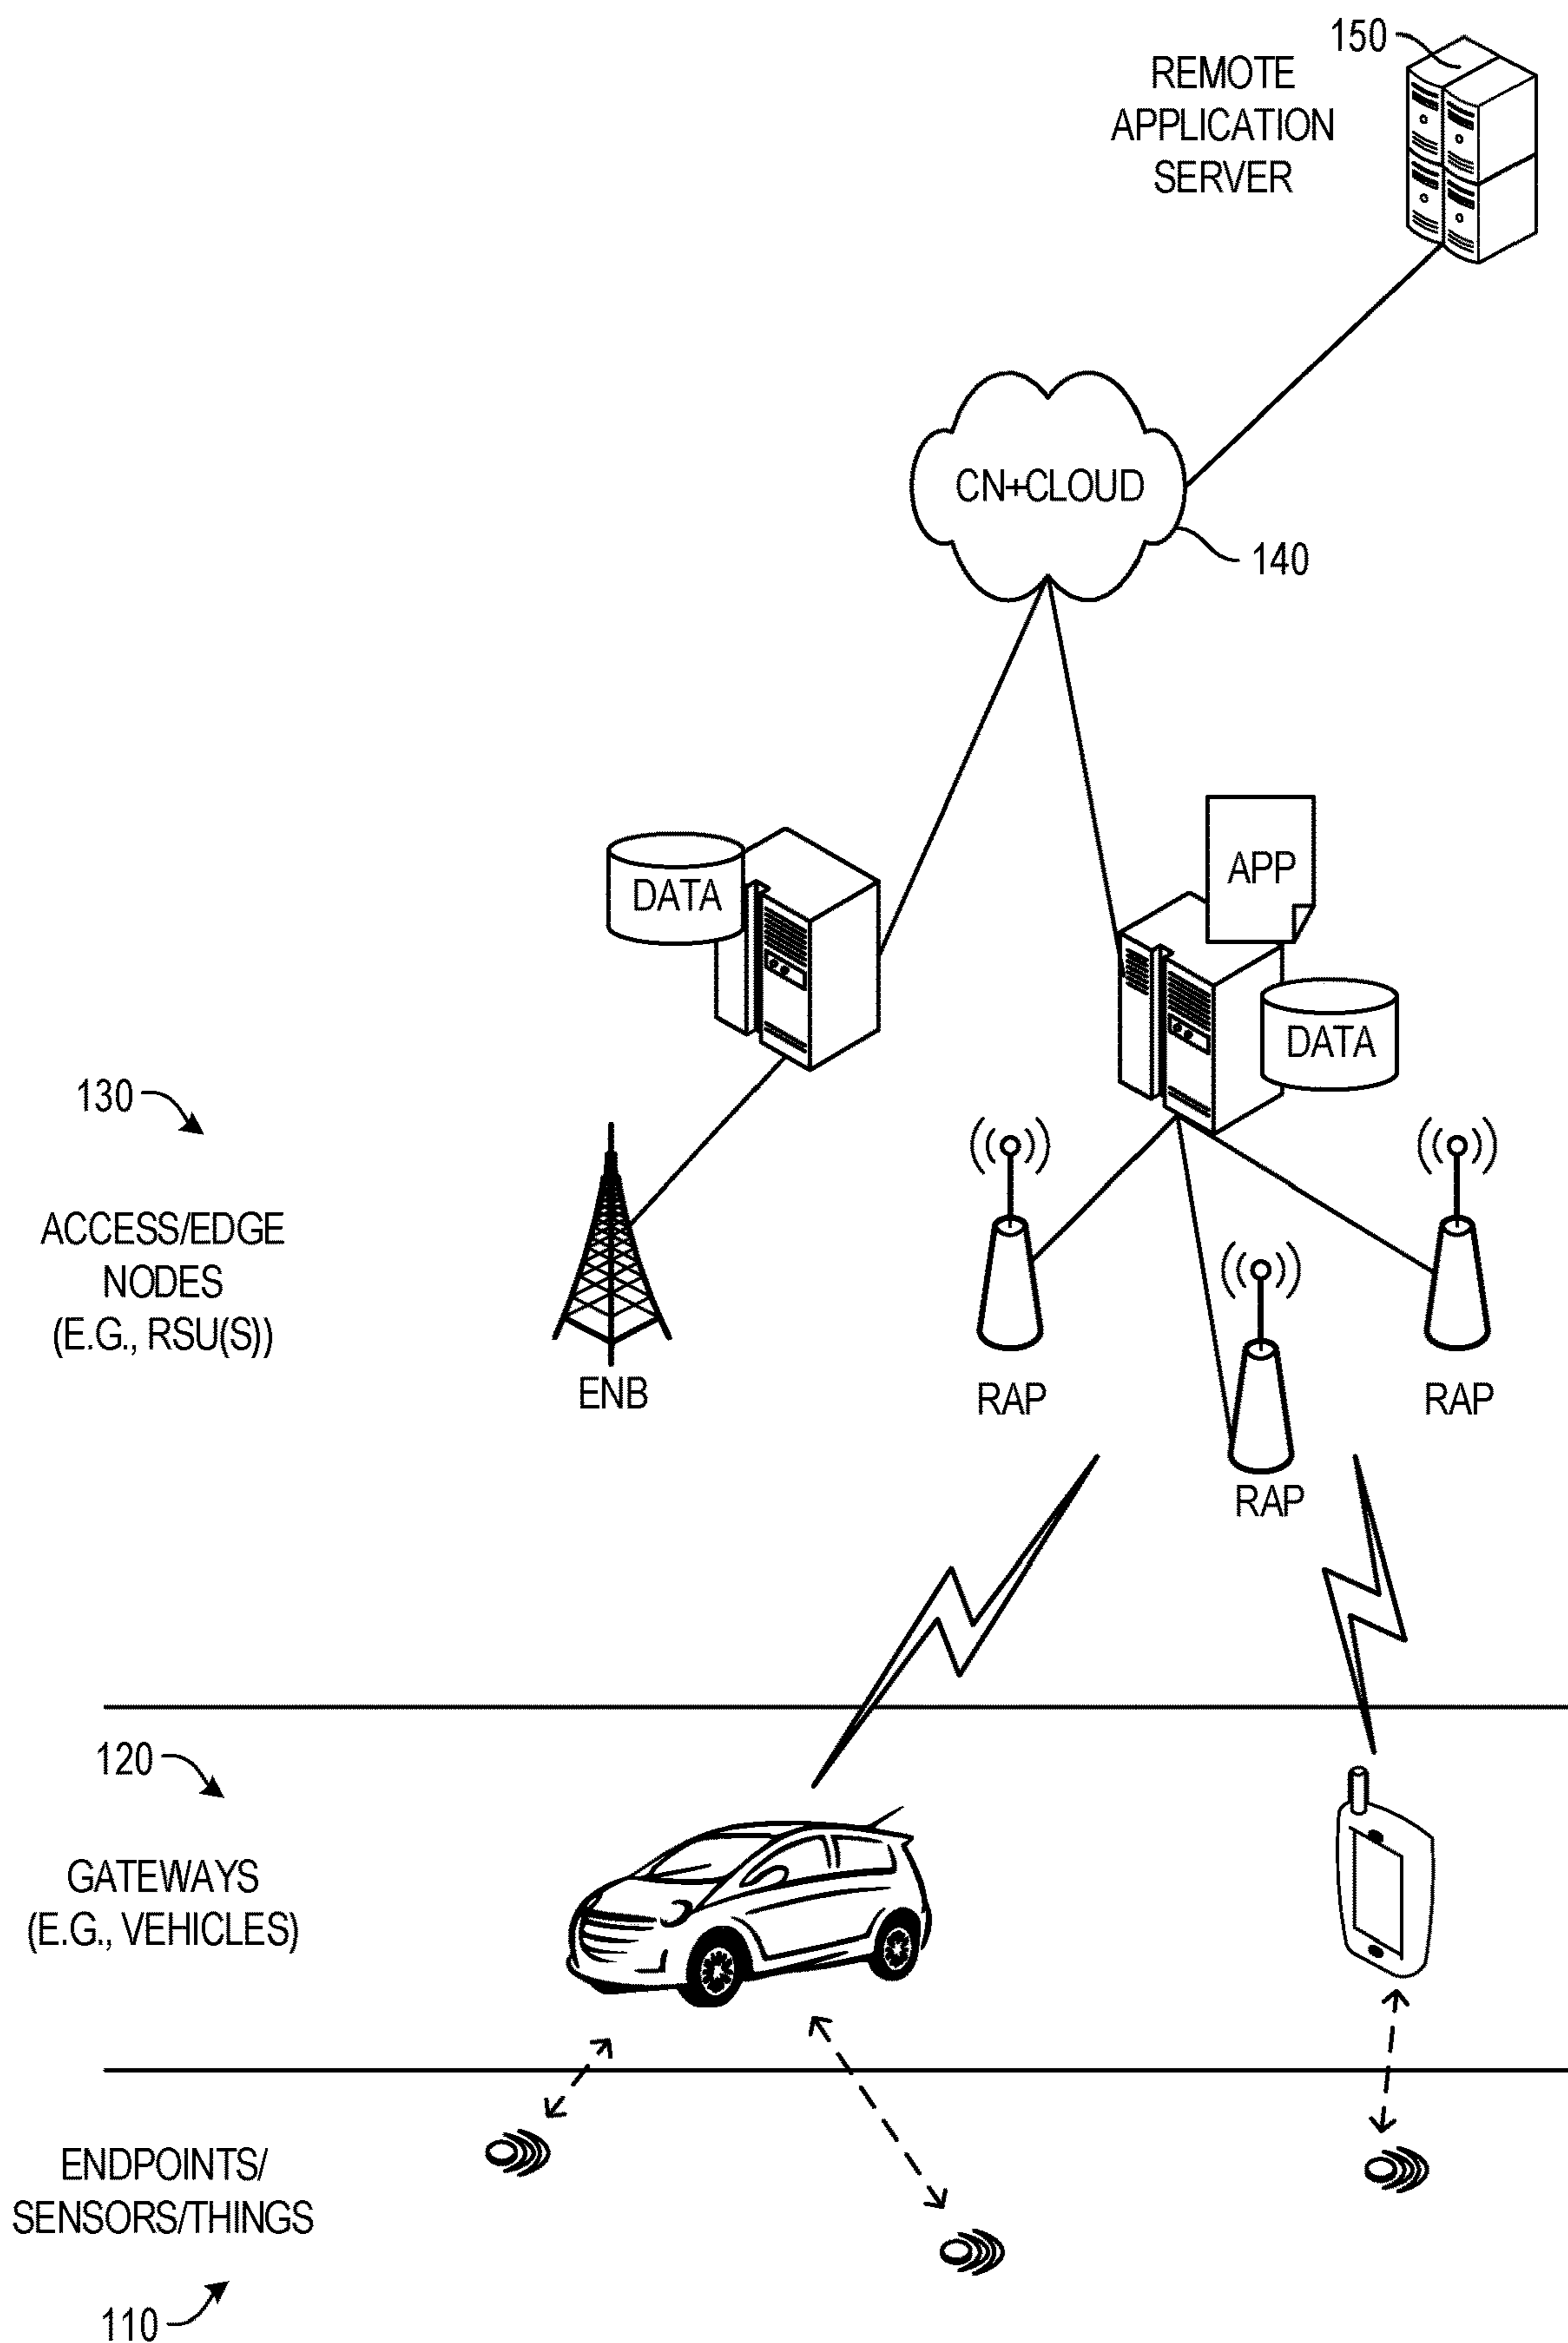 150
REMOTE
APPLICATION
SERVER
CN+CLOUD
140
APP
DATA
DATA
130
ACCESS/EDGE
NODES
(E.G., RSU(S))
ENB
RAP
RAP
RAP
120
GATEWAYS
(E.G., VEHICLES)
ENDPOINTS/
SENSORS/THINGS
110